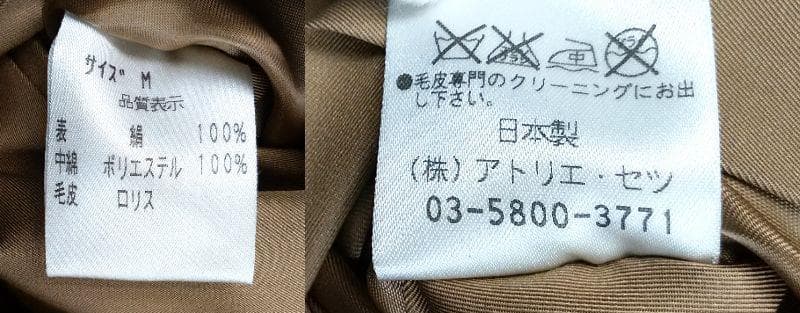 サイズ M
品質表示
表 絹 100%
中綿 ポリエステル 100%
毛皮 ロリス
中
●毛皮専門のクリーニングにお出
し下さい。
日本製
(株)アトリエ・セツ
03-5800-3771